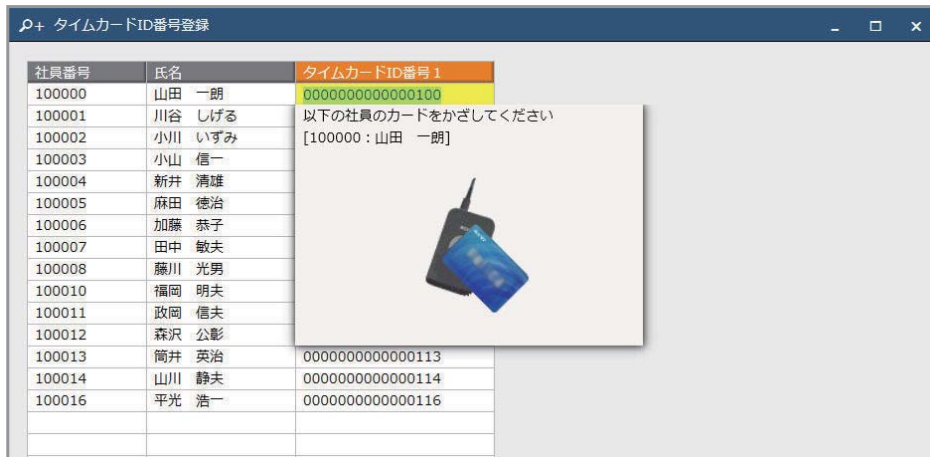 タイムカードID番号登録
社員番号 氏名 タイムカードID番号1
100000 山田 一朗 0000000000000100
100001 川谷 しげる 以下の社員のカードをかざしてください
100002 小川 いずみ [100000:山田 一朗]
100003 小山 信一
100004 新井 清雄
100005 麻田 徳治
100006 加藤 恭子
100007 田中 敏夫
100008 藤川 光男
100010 福岡 明夫
100011 政岡 信夫
100012 森沢 公彰
100013 筒井 英治 0000000000000113
100014 山川 静夫 0000000000000114
100016 平光 浩一 0000000000000116